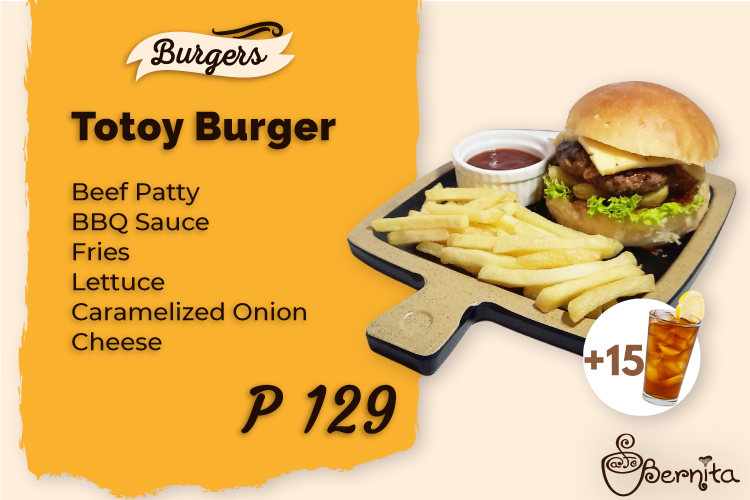 Burgers
Totoy Burger
Beef Patty
BBQ Sauce
Fries
Lettuce
Caramelized Onion
Cheese
P 129
+15
Bernita